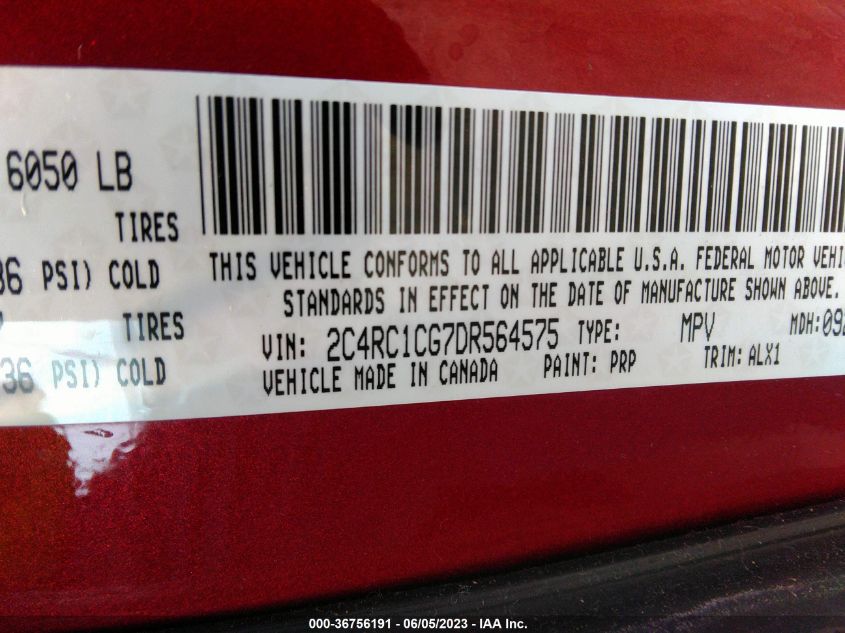 6050 LB
TIRES
PSI) COLD
TIRES
36 PSI) COLD
THIS VEHICLE CONFORMS TO ALL APPLICABLE U.S.A. FEDERAL MOTOR
STANDARDS IN EFFECT ON THE DATE OF MANUFACTURE SHOWN ABOVE.
VIN: 2C4RC1CG7DR564575 TYPE: MPV MDH:
VEHICLE MADE IN CANADA PAINT: PRP TRIM: ALX1
000-36756191 - 06/05/2023 - IAA Inc.